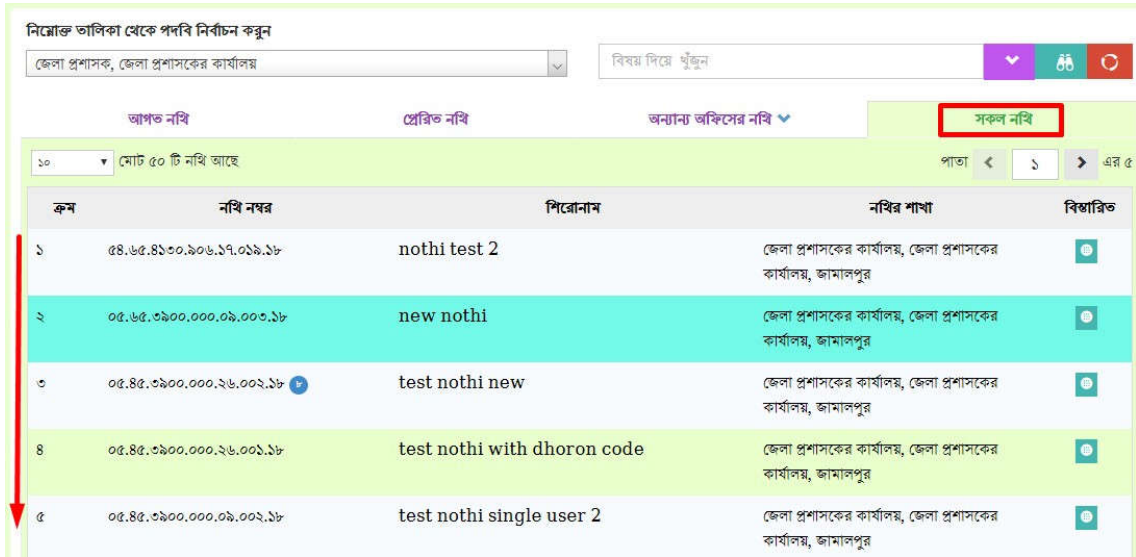 নিম্নোক্ত তালিকা থেকে পদবি নির্বাচন করুন
জেলা প্রশাসক, জেলা প্রশাসকের কার্যালয়
বিষয় দিয়ে খুঁজুন
আগত নথি প্রেরিত নথি অন্যান্য অফিসের নথি সকল নথি
১০ মোট ৫০ টি নথি আছে পাতা ১ এর ৫
ক্রম নথি নম্বর শিরোনাম নথির শাখা বিস্তারিত
১ ৫৪.৬৫.৪১৩০.৯০৬.১৭.০১৯.১৮ nothi test 2 জেলা প্রশাসকের কার্যালয়, জেলা প্রশাসকের
কার্যালয়, জামালপুর
২ ০৫.৬৫.৩৯০০.০০০.০৯.০০৩.১৮ new nothi জেলা প্রশাসকের কার্যালয়, জেলা প্রশাসকের
কার্যালয়, জামালপুর
৩ ০৫.৪৫.৩৯০০.০০০.২৬.০০২.১৮ ৮ test nothi new জেলা প্রশাসকের কার্যালয়, জেলা প্রশাসকের
কার্যালয়, জামালপুর
৪ ০৫.৪৫.৩৯০০.০০০.২৬.০০১.১৮ test nothi with dhoron code জেলা প্রশাসকের কার্যালয়, জেলা প্রশাসকের
কার্যালয়, জামালপুর
৫ ০৫.৪৫.৩৯০০.০০০.০৯.০০২.১৮ test nothi single user 2 জেলা প্রশাসকের কার্যালয়, জেলা প্রশাসকের
কার্যালয়, জামালপুর